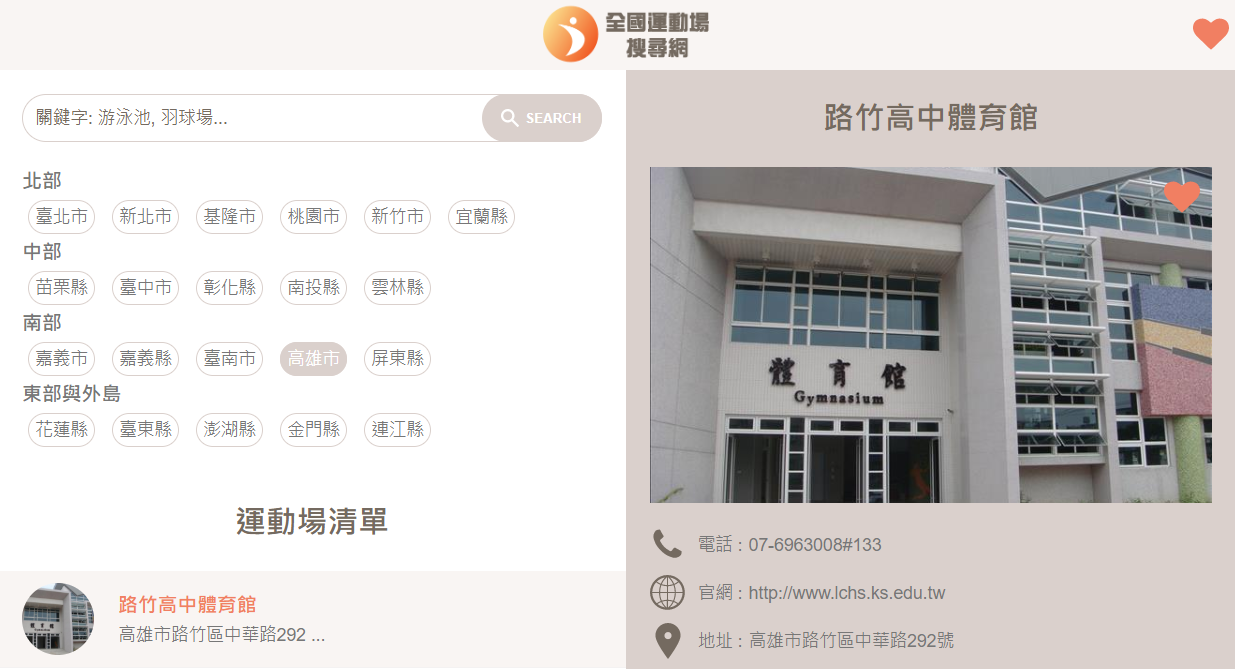 全國運動場
搜尋網
關鍵字: 游泳池, 羽球場...
SEARCH
北部
臺北市 新北市 基隆市 桃園市 新竹市 宜蘭縣
中部
苗栗縣 臺中市 彰化縣 南投縣 雲林縣
南部
嘉義市 嘉義縣 臺南市 高雄市 屏東縣
東部與外島
花蓮縣 臺東縣 澎湖縣 金門縣 連江縣
運動場清單
體育館
Gymnasium
路竹高中體育館
高雄市路竹區中華路292 ...
路竹高中體育館
體育館
Gymnasium
電話 : 07-6963008#133
官網 : http://www.lchs.ks.edu.tw
地址 : 高雄市路竹區中華路292號